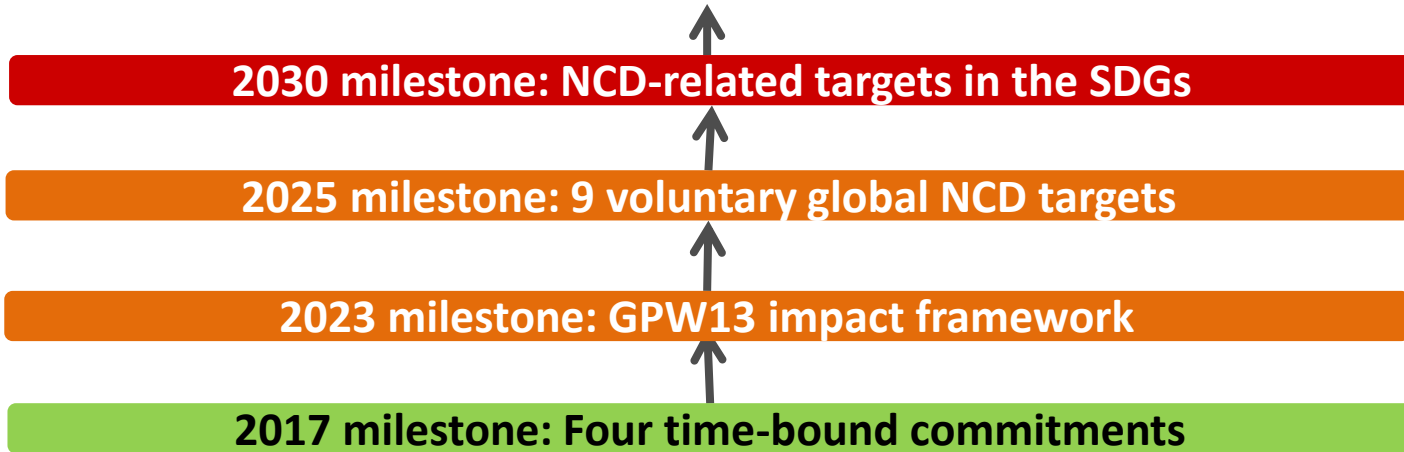 2030 milestone: NCD-related targets in the SDGs
2025 milestone: 9 voluntary global NCD targets
2023 milestone: GPW13 impact framework
2017 milestone: Four time-bound commitments